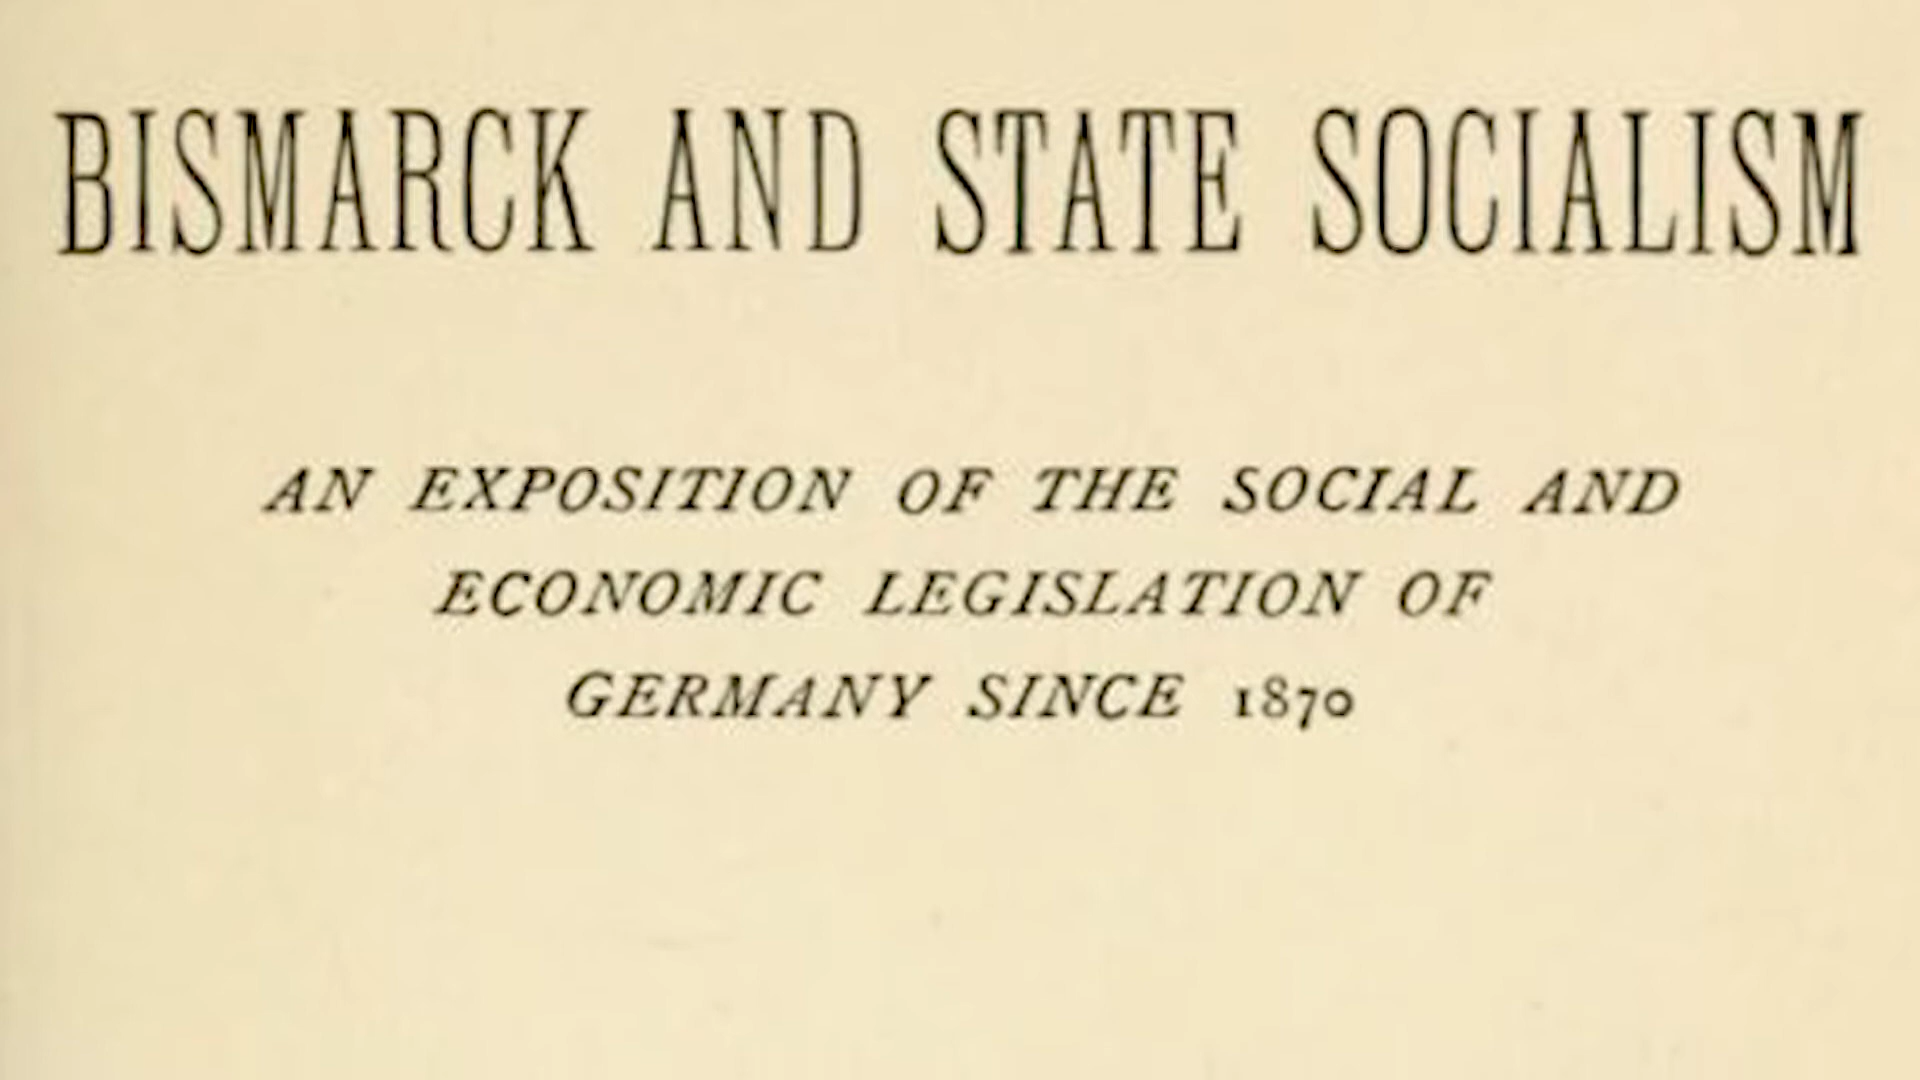 BISMARCK AND STATE SOCIALISM
AN EXPOSITION OF THE SOCIAL AND
ECONOMIC LEGISLATION OF
GERMANY SINCE 1870